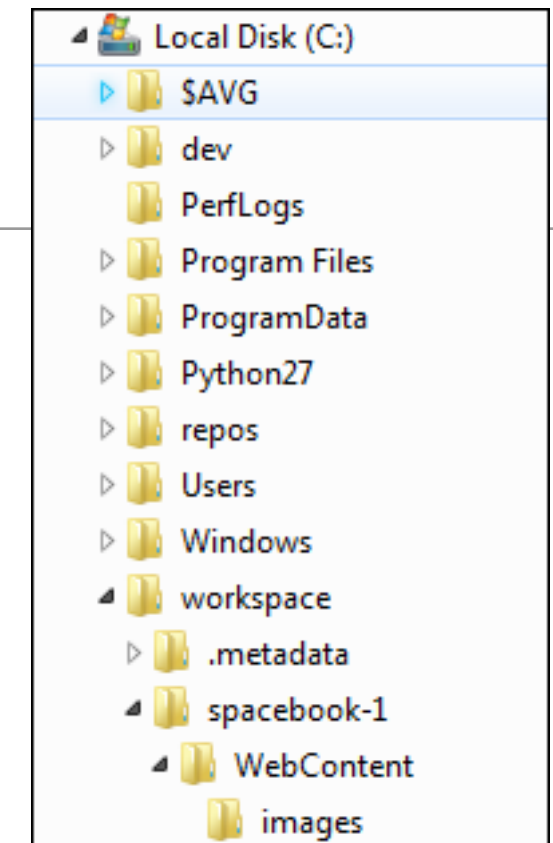 Local Disk (C:)
$AVG
dev
PerfLogs
Program Files
ProgramData
Python27
repos
Users
Windows
workspace
.metadata
spacebook-1
WebContent
images